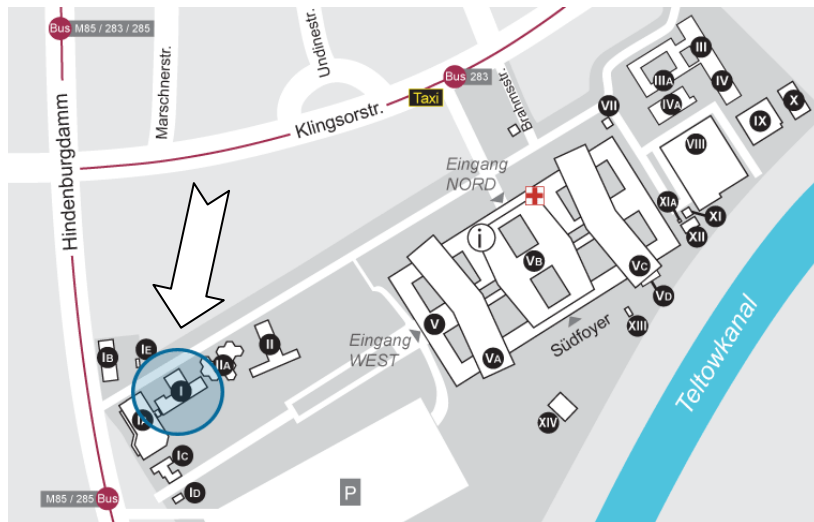 Bus M85 / 283 / 285
Marschnerstr.
Undinestr.
Bus 283
Taxi
Klingsorstr.
Brahmsstr.
Hindenburgdamm
Eingang
NORD
III
IIIA
IV
IVA
VII
VIII
IX
X
XIA
XI
XII
i
VB
VC
VD
V
VA
XIII
Südfoyer
Eingang
WEST
Teltowkanal
IB
IE
II
IIA
I
IA
IC
ID
XIV
M85 / 285 Bus
P